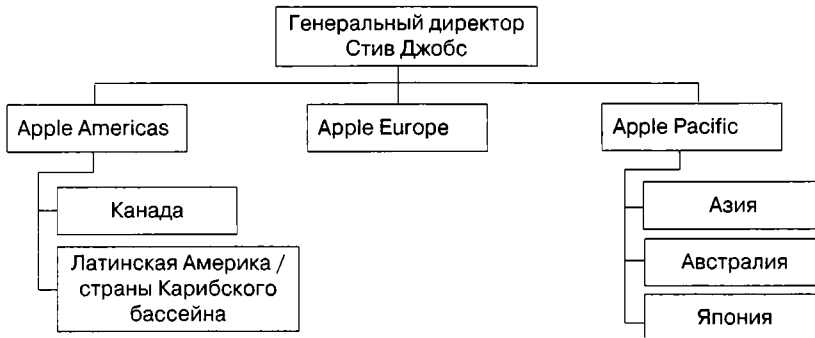 Генеральный директор
Стив Джобс
Apple Americas
Apple Europe
Apple Pacific
Канада
Латинская Америка /
страны Карибского
бассейна
Азия
Австралия
Япония